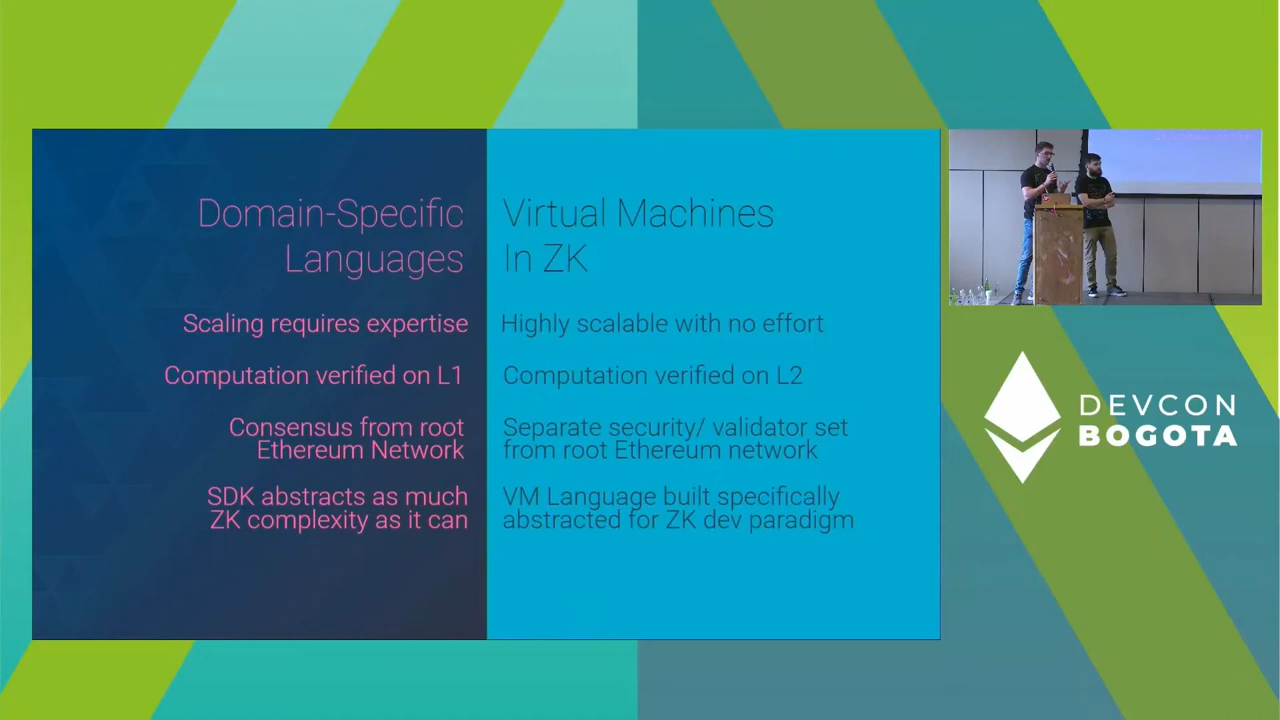 Domain-Specific
Languages
Scaling requires expertise
Computation verified on L1
Consensus from root
Ethereum Network
SDK abstracts as much
ZK complexity as it can
Virtual Machines
In ZK
Highly scalable with no effort
Computation verified on L2
Separate security/ validator set
from root Ethereum network
VM Language built specifically
abstracted for ZK dev paradigm
DEVCON
BOGOTA